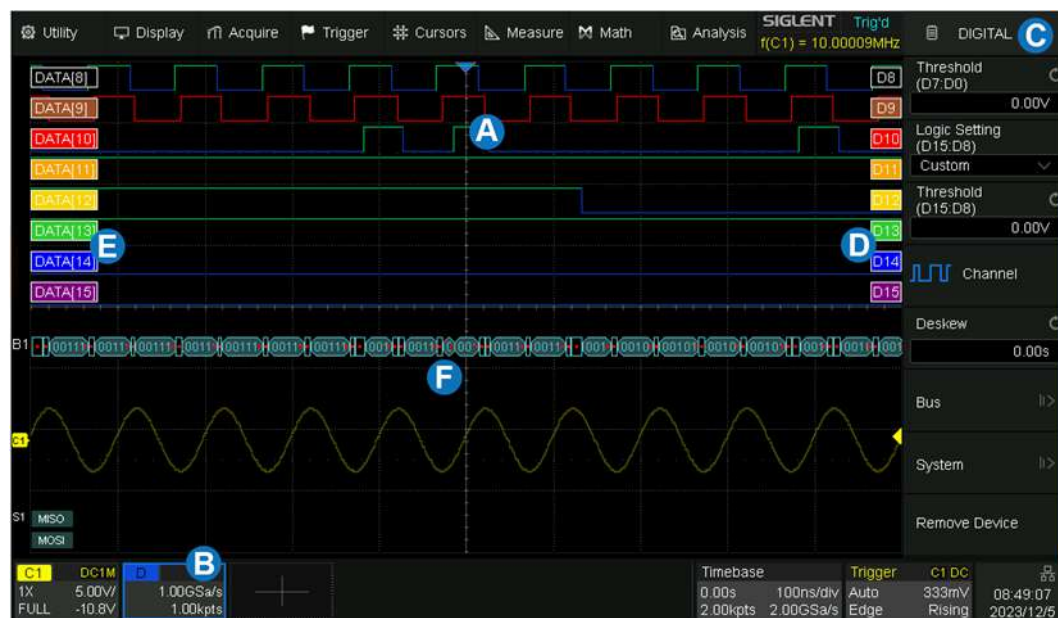 Utility Display Acquire Trigger Cursors Measure Math Analysis
SIGLENT Trig'd
f(C1) = 10.00009MHz
DIGITAL C
DATA[8] D8
DATA[9] D9
DATA[10] D10
A
DATA[11] D11
DATA[12] D12
DATA[13] D13
E D
DATA[14] D14
DATA[15] D15
B1
F
C1
S1 MISO
MOSI
Threshold
(D7:D0)
0.00V
Logic Setting
(D15:D8)
Custom
Threshold
(D15:D8)
0.00V
Channel
Deskew
0.00s
Bus
System
Remove Device
C1 DC1M
1X 5.00V/
FULL -10.8V
D B
1.00GSa/s
1.00kpts
Timebase
0.00s 100ns/div
2.00kpts 2.00GSa/s
Trigger C1 DC
Auto 333mV
Edge Rising
08:49:07
2023/12/5